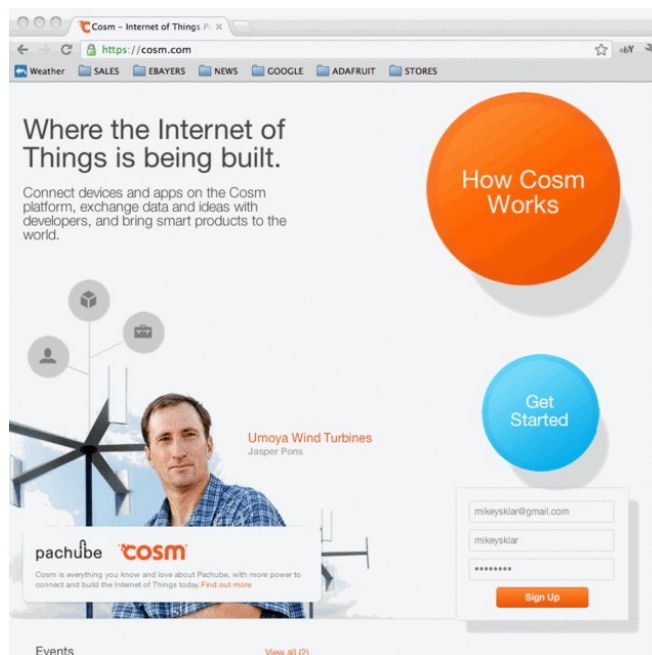 Cosm – Internet of Things Pl
https://cosm.com
Weather SALES EBAYERS NEWS GOOGLE ADAFRUIT STORES
Where the Internet of
Things is being built.
Connect devices and apps on the Cosm
platform, exchange data and ideas with
developers, and bring smart products to the
world.
How Cosm
Works
Get
Started
Umoya Wind Turbines
Jasper Pons
mikeysklar@gmail.com
mikeysklar
••••••••
Sign Up
pachube cosm
Cosm is everything you know and love about Pachube, with more power to
connect and build the Internet of Things today.Find out more
Events View all (2)